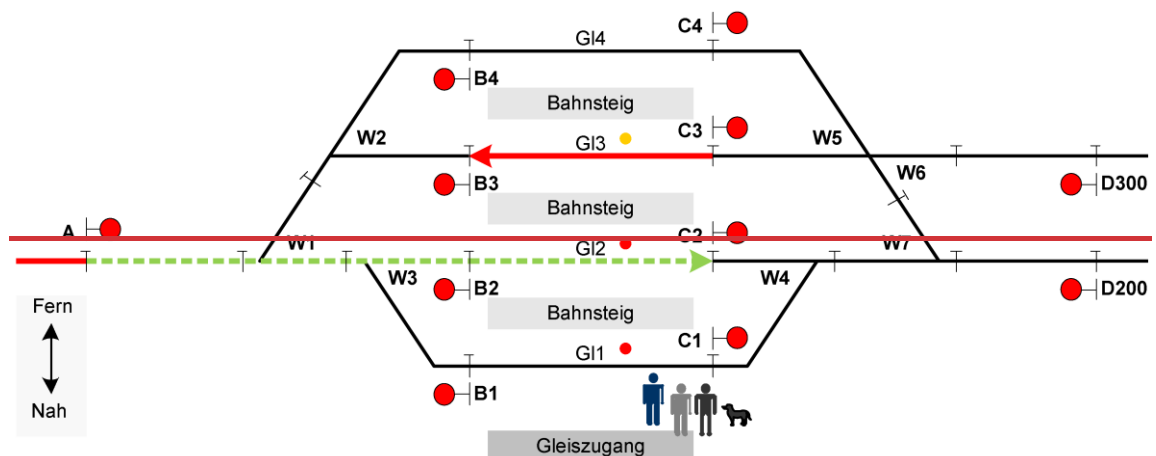 C4
Gl4
B4
Bahnsteig
C3
W2
Gl3
W5
W6
B3
D300
Bahnsteig
A
C2
W1
Gl2
W7
W3
W4
B2
D200
Fern
Bahnsteig
C1
Gl1
B1
Nah
Gleiszugang